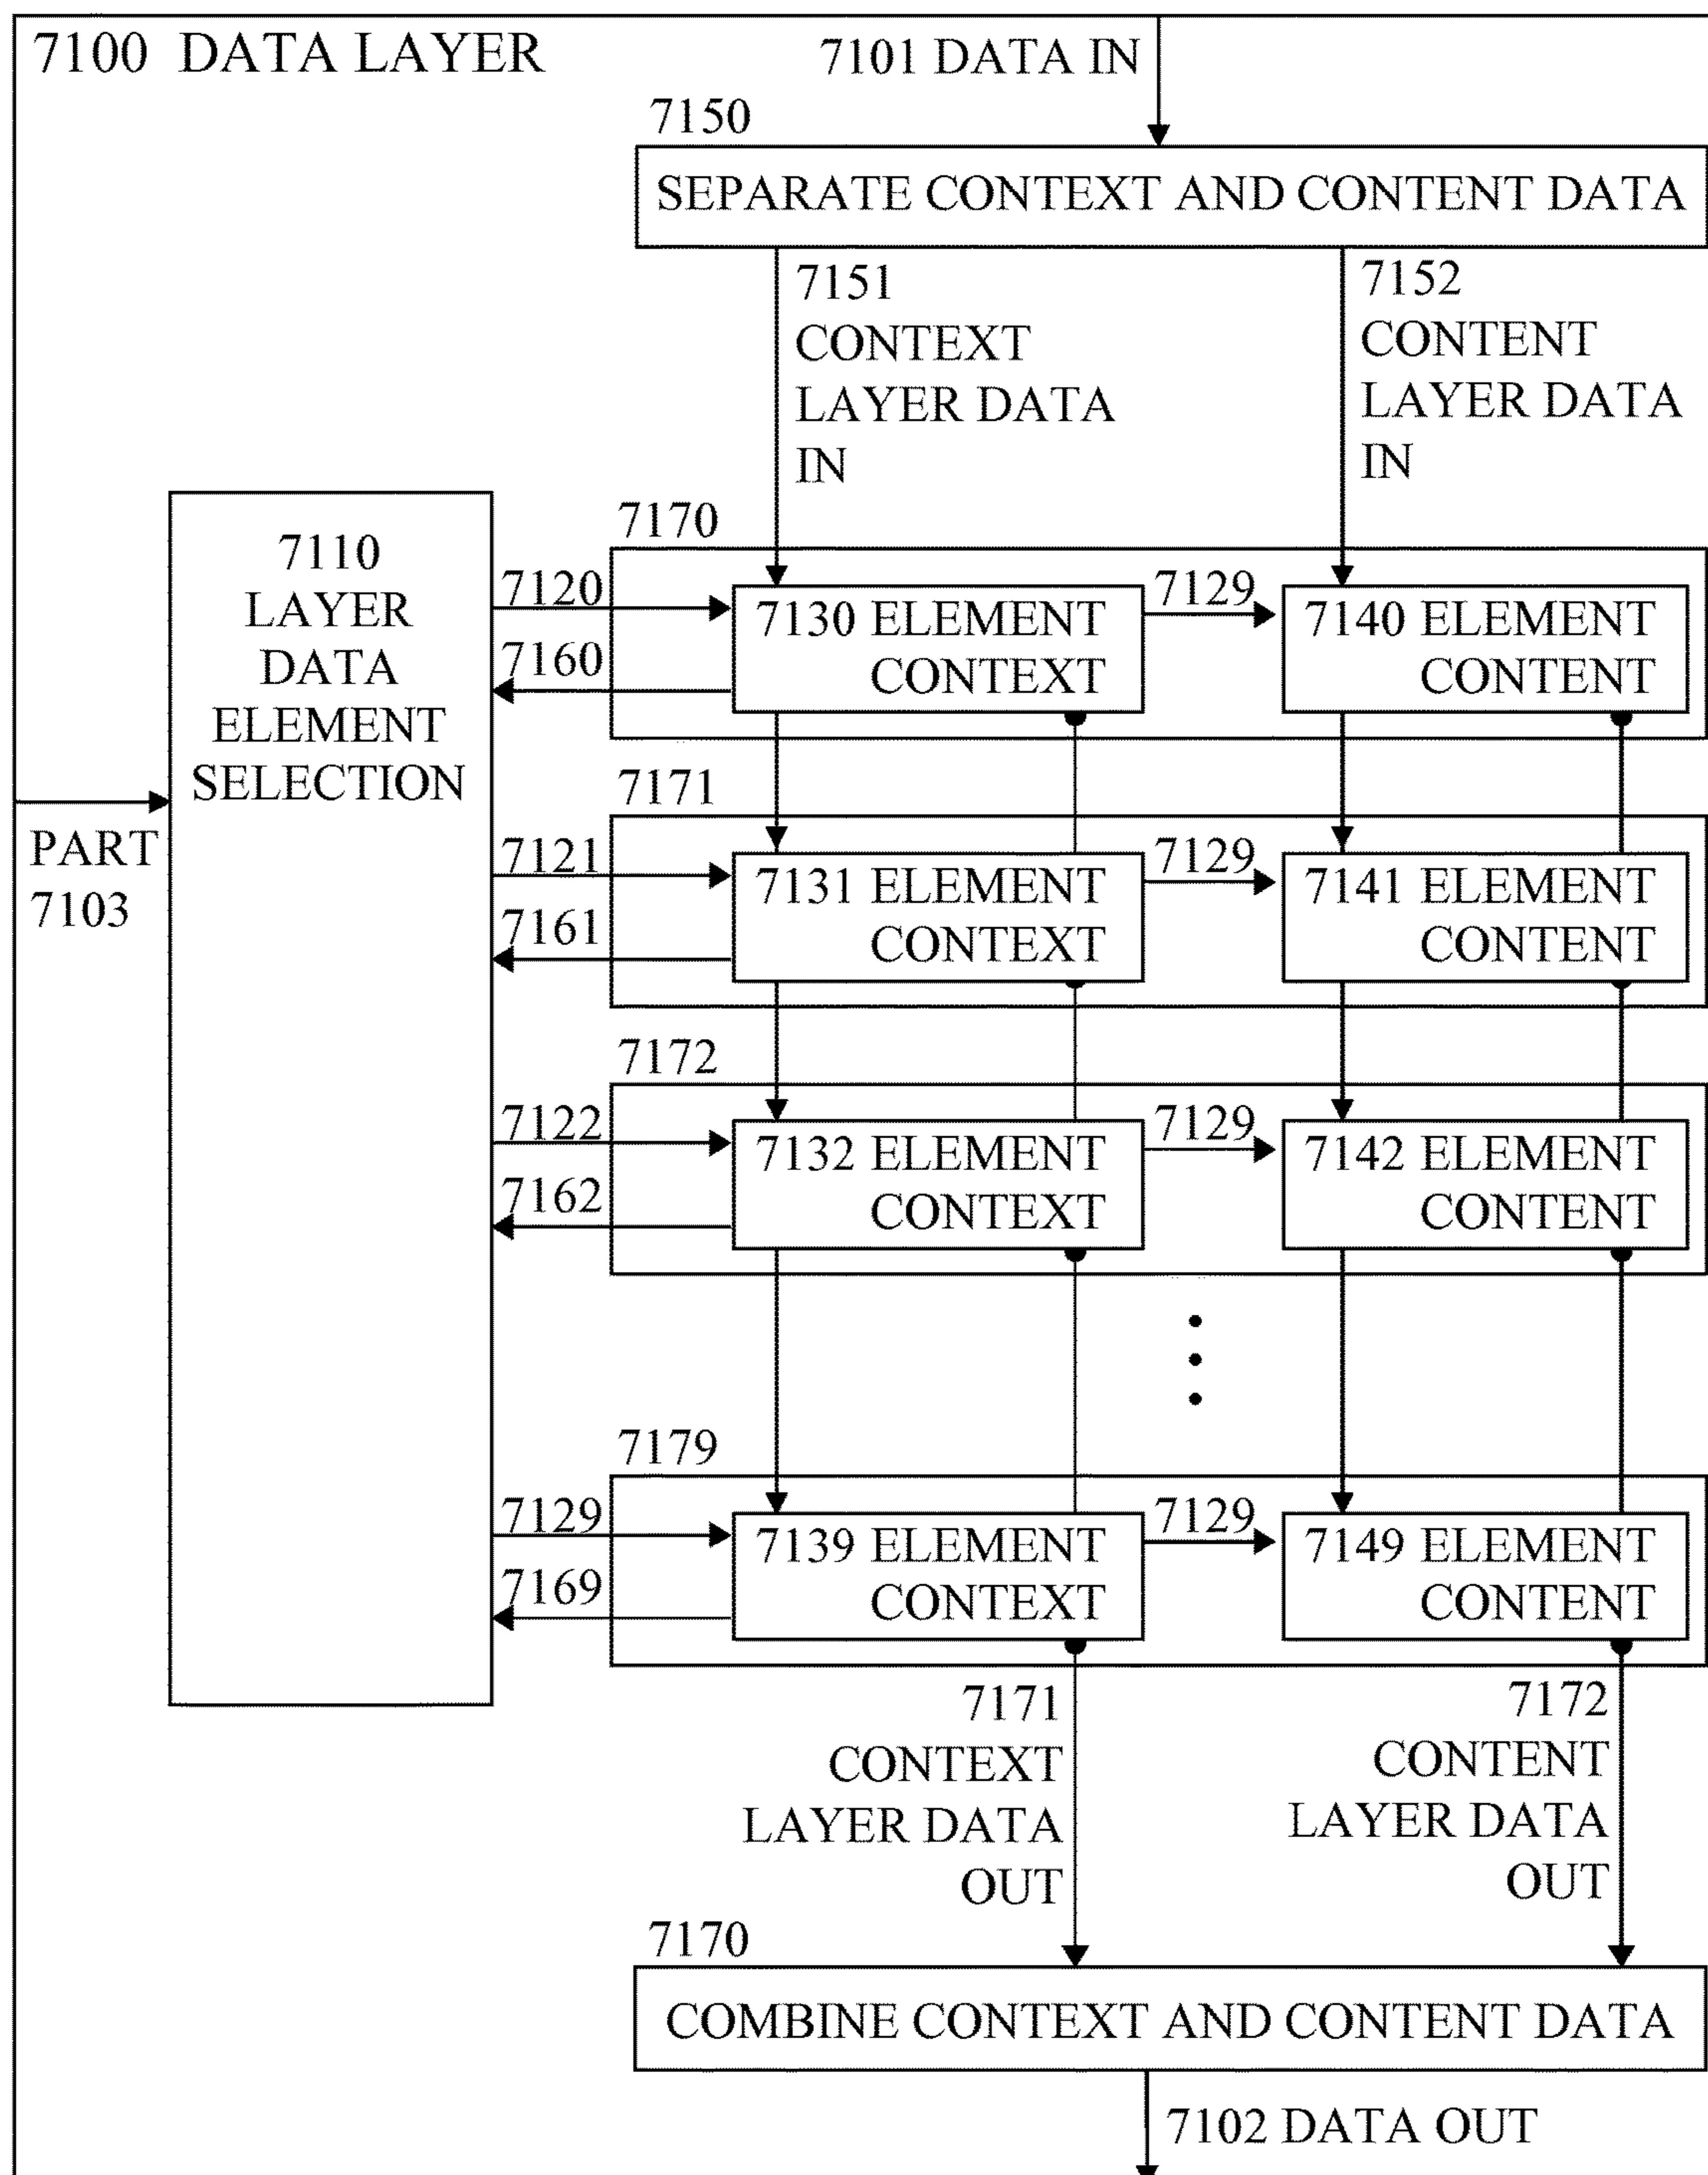 7100 DATA LAYER
7101 DATA IN
7150
SEPARATE CONTEXT AND CONTENT DATA
7151
CONTEXT
LAYER DATA
IN
7152
CONTENT
LAYER DATA
IN
7110
LAYER
DATA
ELEMENT
SELECTION
PART
7103
7170
7120
7160
7130 ELEMENT
CONTEXT
7129
7140 ELEMENT
CONTENT
7171
7121
7161
7131 ELEMENT
CONTEXT
7129
7141 ELEMENT
CONTENT
7172
7122
7162
7132 ELEMENT
CONTEXT
7129
7142 ELEMENT
CONTENT
7179
7129
7169
7139 ELEMENT
CONTEXT
7129
7149 ELEMENT
CONTENT
7171
CONTEXT
LAYER DATA
OUT
7172
CONTENT
LAYER DATA
OUT
7170
COMBINE CONTEXT AND CONTENT DATA
7102 DATA OUT